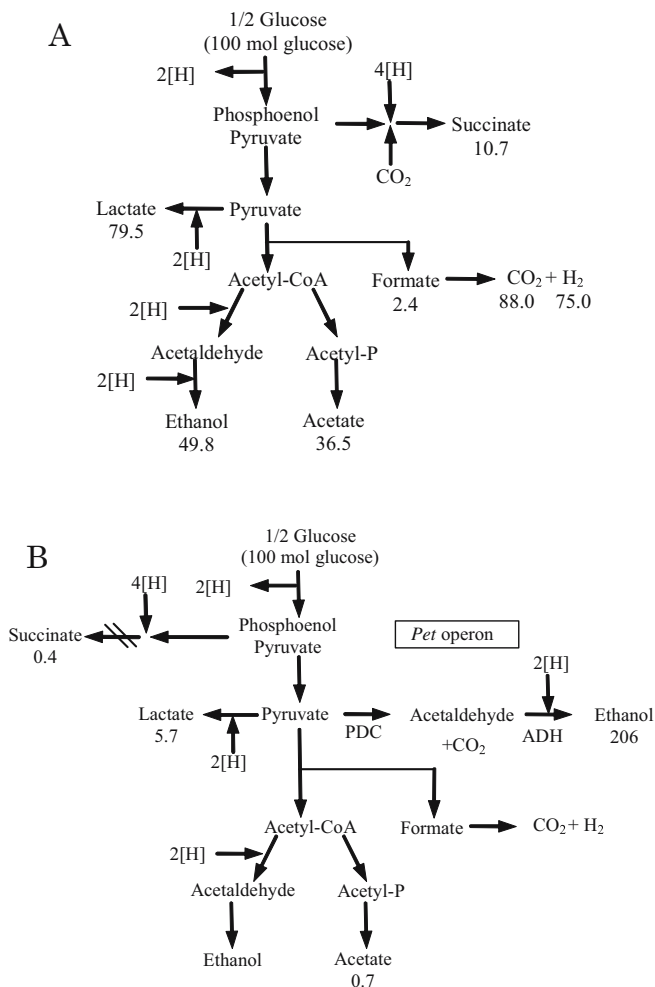 A
1/2 Glucose
(100 mol glucose)
2[H]
4[H]
Phosphoenol
Pyruvate
Succinate
10.7
CO₂
Lactate
79.5
Pyruvate
2[H]
Acetyl-CoA
Formate
2.4
CO₂ + H₂
88.0 75.0
2[H]
Acetaldehyde
Acetyl-P
2[H]
Ethanol
49.8
Acetate
36.5
B
1/2 Glucose
(100 mol glucose)
4[H]
2[H]
Succinate
0.4
Phosphoenol
Pyruvate
Pet operon
2[H]
Lactate
5.7
Pyruvate
PDC
Acetaldehyde
+CO₂
ADH
Ethanol
206
2[H]
Acetyl-CoA
Formate
CO₂ + H₂
2[H]
Acetaldehyde
Acetyl-P
Ethanol
Acetate
0.7